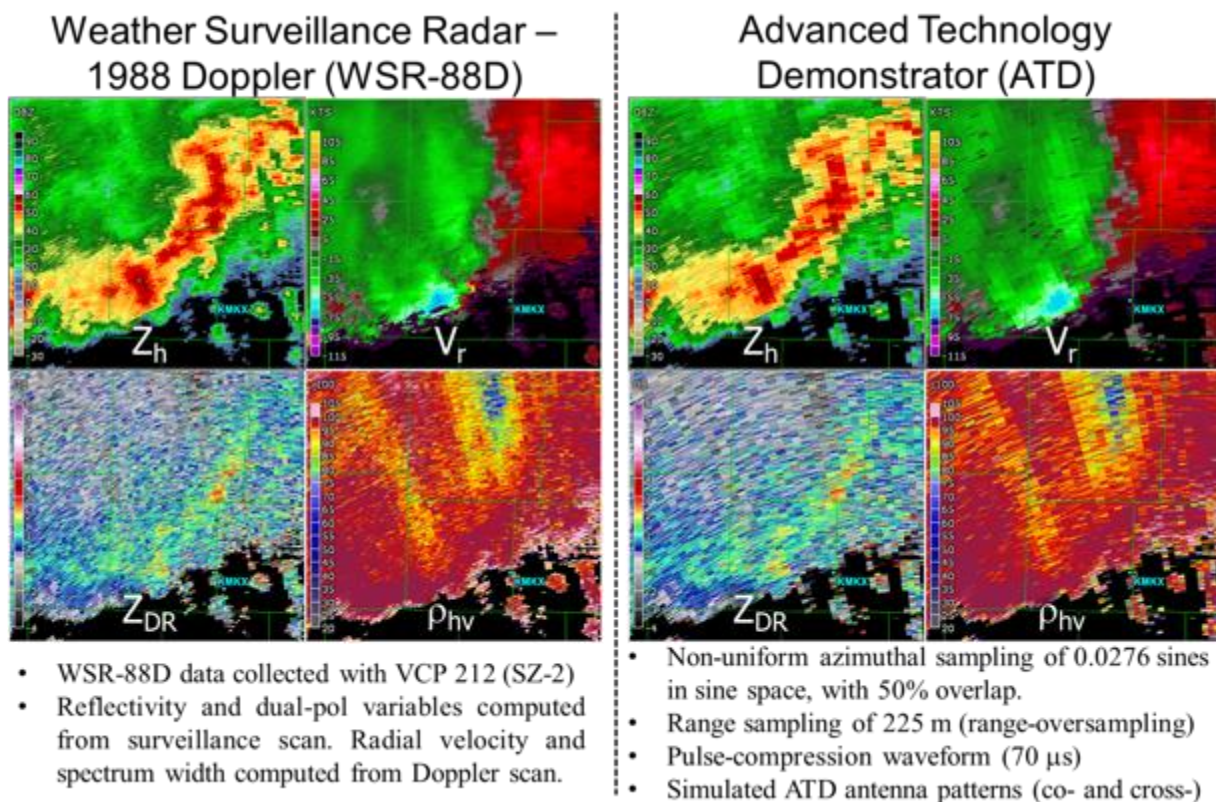 Weather Surveillance Radar –
1988 Doppler (WSR-88D)
DBZ
KTS
KMKX
KMKX
Zh
Vr
KMKX
KMKX
ZDR
ρhv
• WSR-88D data collected with VCP 212 (SZ-2)
• Reflectivity and dual-pol variables computed
from surveillance scan. Radial velocity and
spectrum width computed from Doppler scan.
Advanced Technology
Demonstrator (ATD)
DBZ
KTS
KMKX
KMKX
Zh
Vr
KMKX
KMKX
ZDR
ρhv
• Non-uniform azimuthal sampling of 0.0276 sines
in sine space, with 50% overlap.
• Range sampling of 225 m (range-oversampling)
• Pulse-compression waveform (70 μs)
• Simulated ATD antenna patterns (co- and cross-)